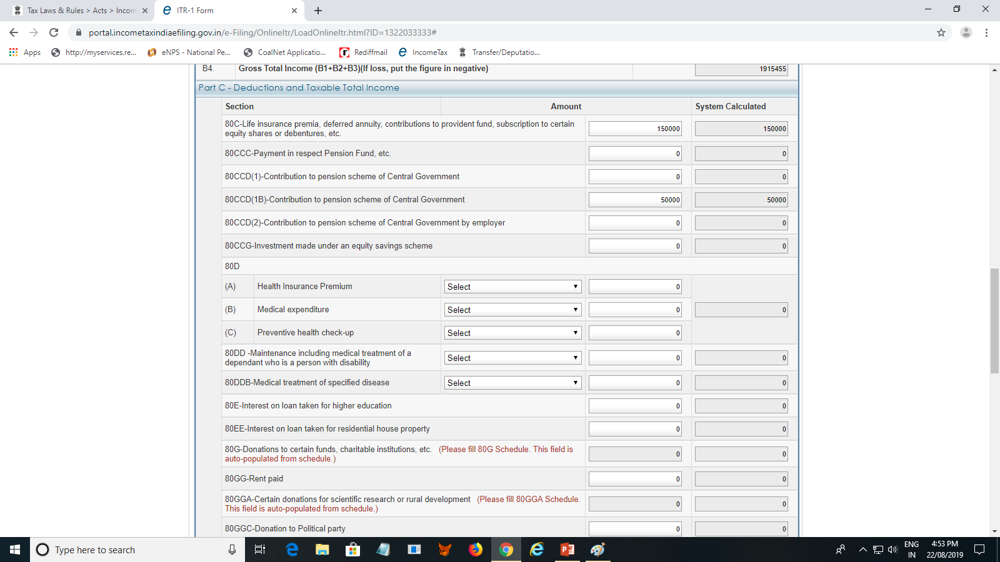 Tax Laws & Rules > Acts > Incom
ITR-1 Form
portal.incometaxindiaefiling.gov.in/e-Filing/OnlineItr/LoadOnlineItr.html?ID=1322033333#
Apps
http://myservices.re...
eNPS - National Pe...
CoalNet Applicatio...
Rediffmail
IncomeTax
Transfer/Deputatio...
B4. Gross Total Income (B1+B2+B3)(If loss, put the figure in negative) 1915455
Part C - Deductions and Taxable Total Income
Section Amount System Calculated
80C-Life insurance premia, deferred annuity, contributions to provident fund, subscription to certain
equity shares or debentures, etc. 150000 150000
80CCC-Payment in respect Pension Fund, etc. 0 0
80CCD(1)-Contribution to pension scheme of Central Government 0 0
80CCD(1B)-Contribution to pension scheme of Central Government 50000 50000
80CCD(2)-Contribution to pension scheme of Central Government by employer 0 0
80CCG-Investment made under an equity savings scheme 0 0
80D
(A) Health Insurance Premium Select 0
(B) Medical expenditure Select 0 0
(C) Preventive health check-up Select 0
80DD -Maintenance including medical treatment of a
dependant who is a person with disability Select 0 0
80DDB-Medical treatment of specified disease Select 0 0
80E-Interest on loan taken for higher education 0 0
80EE-Interest on loan taken for residential house property 0 0
80G-Donations to certain funds, charitable institutions, etc. (Please fill 80G Schedule. This field is
auto-populated from schedule.) 0 0
80GG-Rent paid 0 0
80GGA-Certain donations for scientific research or rural development (Please fill 80GGA Schedule.
This field is auto-populated from schedule.) 0 0
80GGC-Donation to Political party 0 0
Type here to search
ENG
IN
4:53 PM
22/08/2019